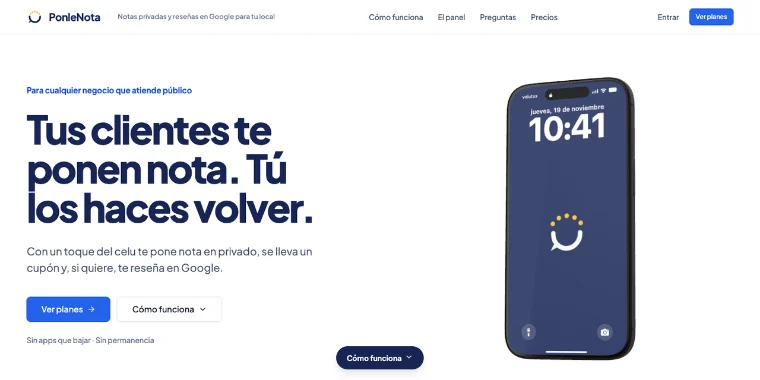 PonleNota
Notas privadas y reseñas en Google para tu local
Cómo funciona
El panel
Preguntas
Precios
Entrar
Ver planes
Para cualquier negocio que atiende público
Tus clientes te
ponen nota. Tú
los haces volver.
Con un toque del celu te pone nota en privado, se lleva un
cupón y, si quiere, te reseña en Google.
Ver planes
Cómo funciona
Sin apps que bajar · Sin permanencia
jueves, 19 de noviembre
10:41
Cómo funciona